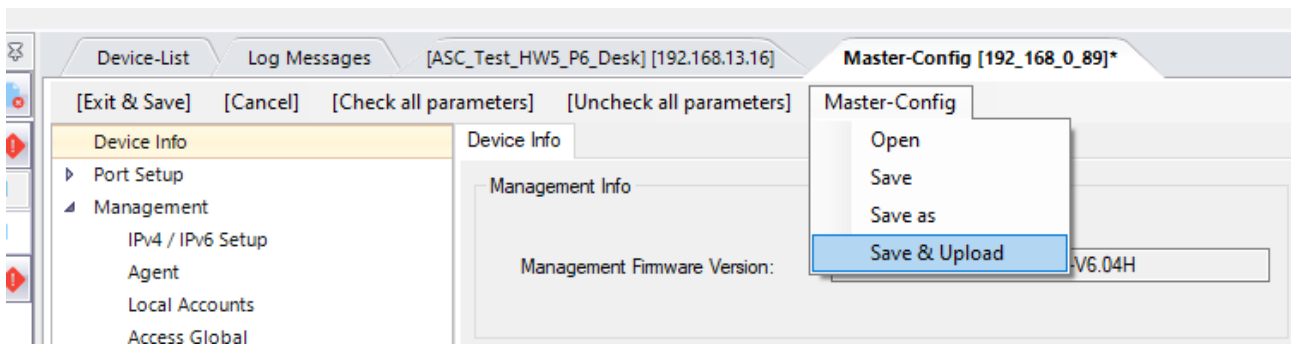 Device-List Log Messages [ASC_Test_HW5_P6_Desk] [192.168.13.16] Master-Config [192_168_0_89]*
[Exit & Save] [Cancel] [Check all parameters] [Uncheck all parameters] Master-Config
Device Info
Port Setup
Management
IPv4 / IPv6 Setup
Agent
Local Accounts
Access Global
Device Info
Management Info
Management Firmware Version:
-V6.04H
Open
Save
Save as
Save & Upload